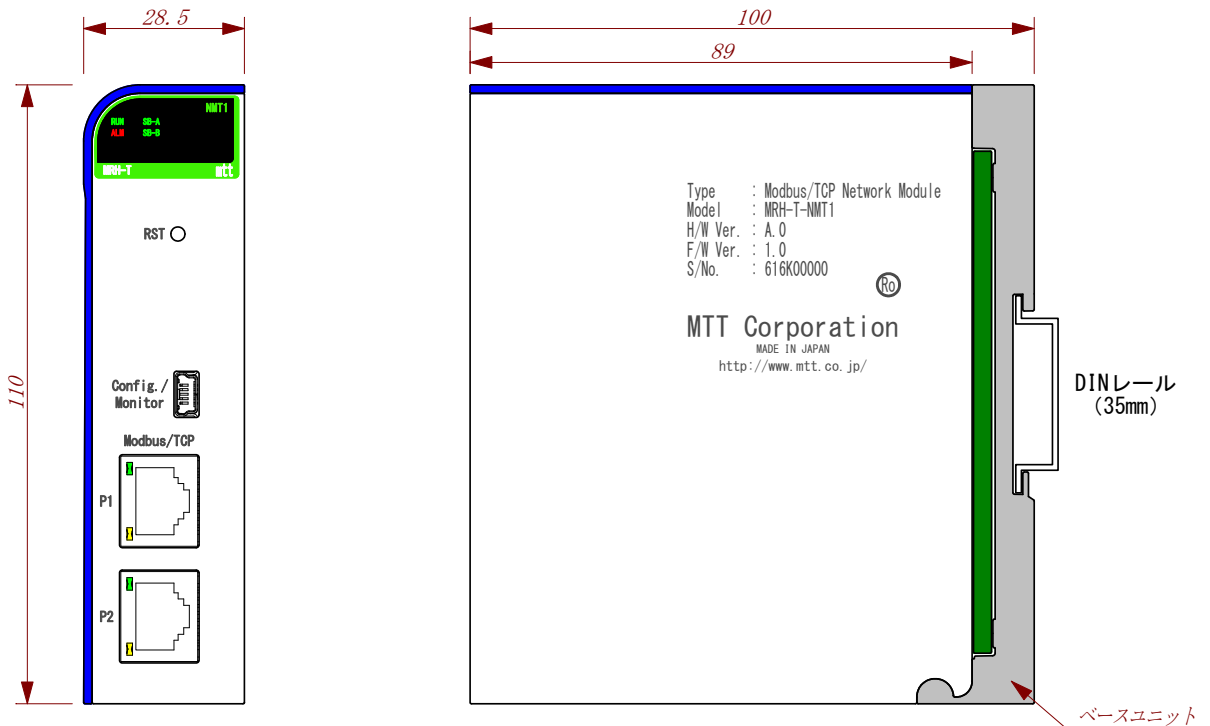 28.5
100
89
110
NMT1
RUN SB-A
ALM SB-B
MRH-T mtt
RST
Config./
Monitor
Modbus/TCP
P1
P2
Type : Modbus/TCP Network Module
Model : MRH-T-NMT1
H/W Ver. : A.0
F/W Ver. : 1.0
S/No. : 616K00000
Ro
MTT Corporation
MADE IN JAPAN
http://www.mtt.co.jp/
DINレール
(35mm)
ベースユニット